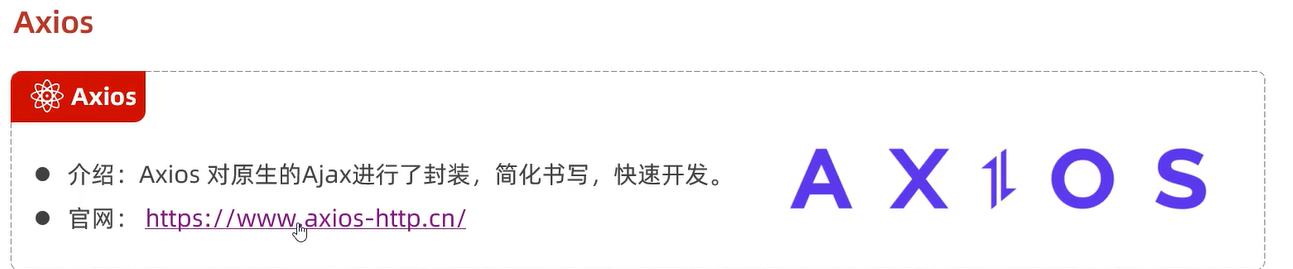 Axios
Axios
介绍：Axios 对原生的Ajax进行了封装，简化书写，快速开发。
官网： https://www.axios-http.cn/
AXIOS